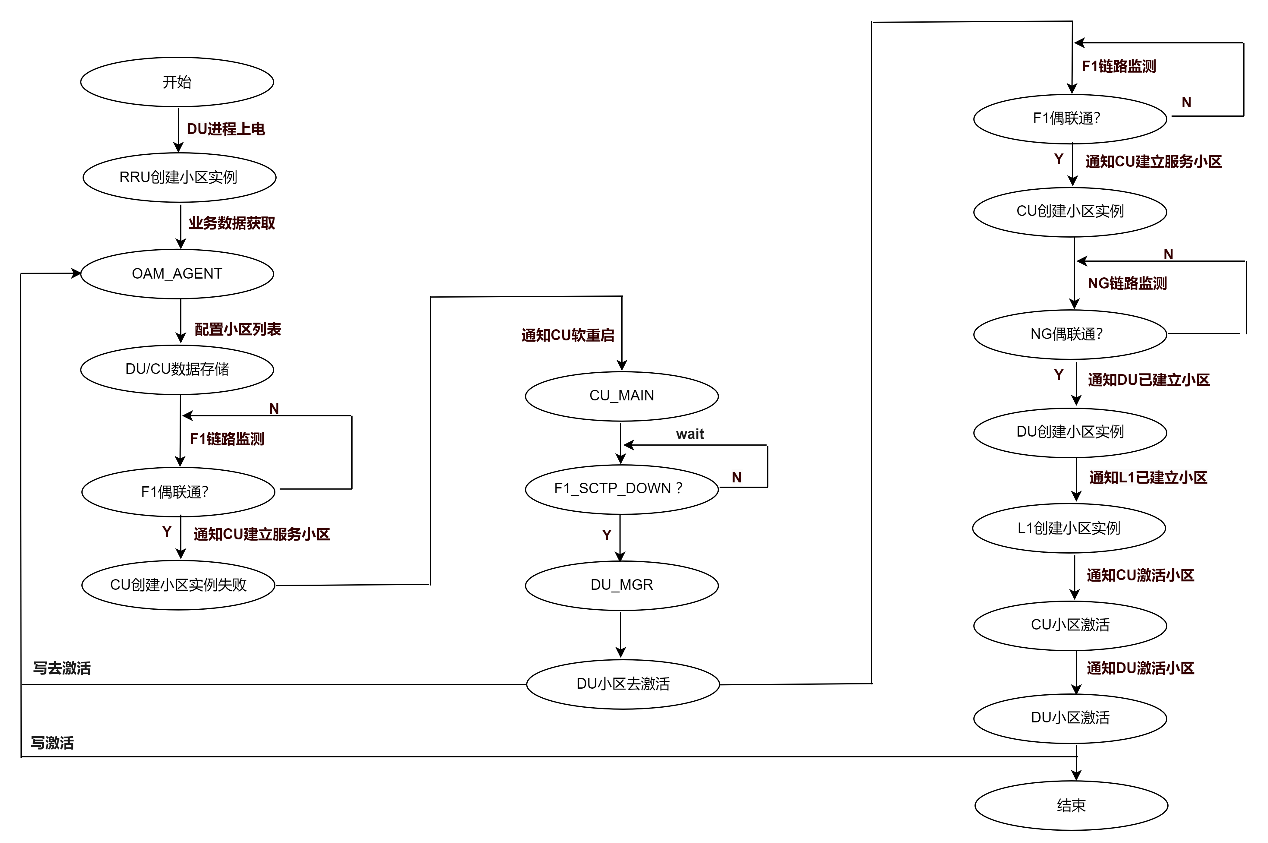 开始
DU进程上电
RRU创建小区实例
业务数据获取
OAM_AGENT
配置小区列表
DU/CU数据存储
N
F1链路监测
F1偶联通?
Y
通知CU建立服务小区
CU创建小区实例失败
通知CU软重启
CU_MAIN
wait
F1_SCTP_DOWN ?
N
Y
DU_MGR
DU小区去激活
写去激活
写激活
F1链路监测
N
F1偶联通?
Y
通知CU建立服务小区
CU创建小区实例
N
NG链路监测
NG偶联通?
Y
通知DU已建立小区
DU创建小区实例
通知L1已建立小区
L1创建小区实例
通知CU激活小区
CU小区激活
通知DU激活小区
DU小区激活
结束